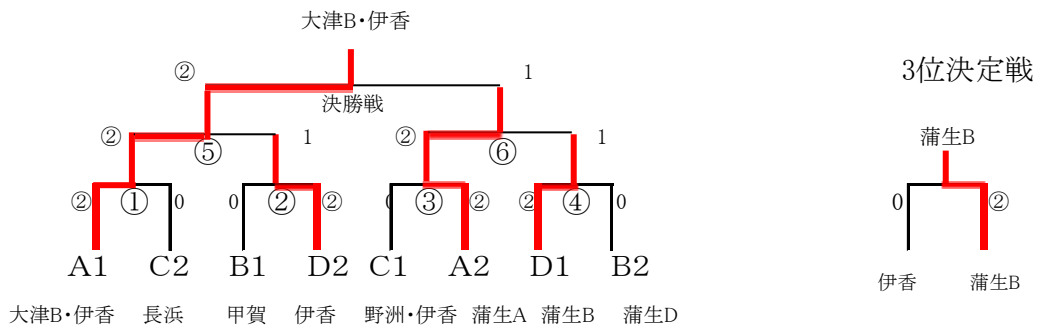 大津B・伊香
② 1
3位決定戦
決勝戦
② 1 ② 1
⑤ ⑥
蒲生B
② ① 0 0 ② ② 0 ③ ② ② ④ 0
0 ②
A1 C2 B1 D2 C1 A2 D1 B2
伊香 蒲生B
大津B・伊香 長浜 甲賀 伊香 野洲・伊香 蒲生A 蒲生B 蒲生D